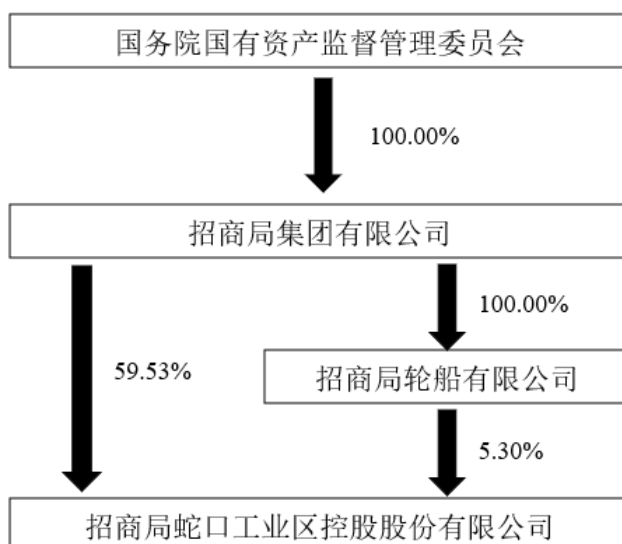 国务院国有资产监督管理委员会
100.00%
招商局集团有限公司
100.00%
59.53%
招商局轮船有限公司
5.30%
招商局蛇口工业区控股股份有限公司